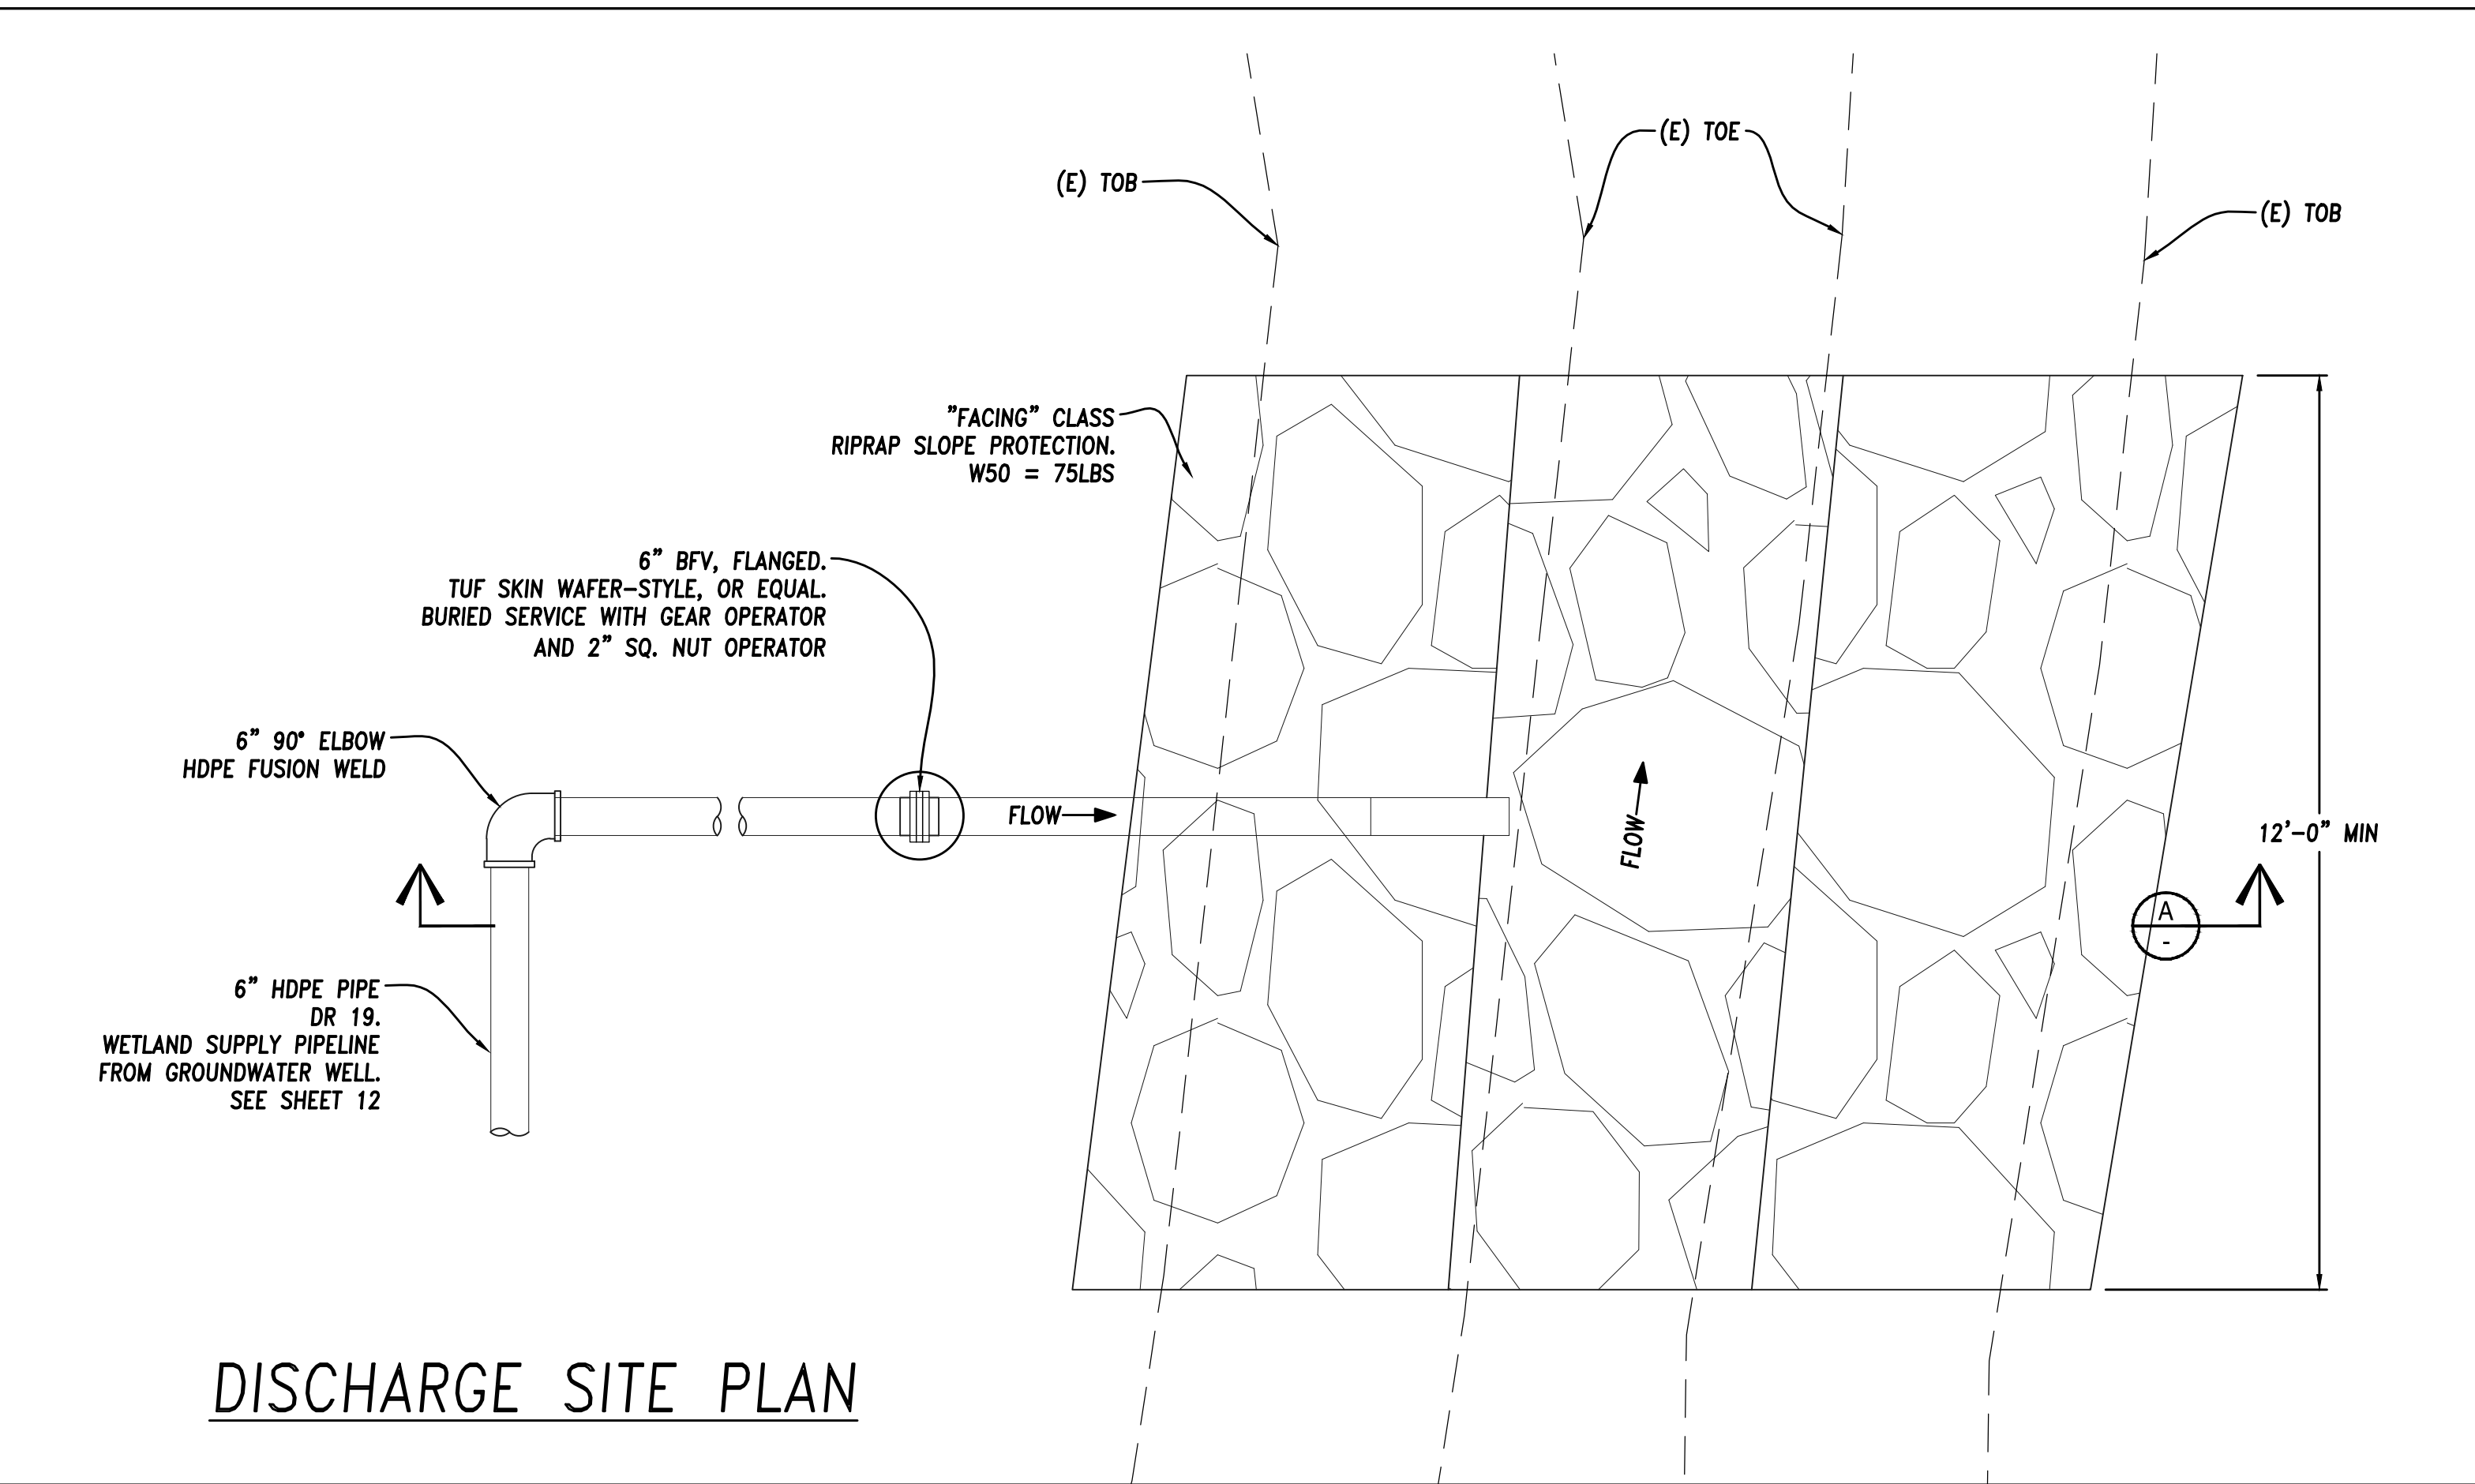 (E) TOE
(E) TOB
(E) TOB
"FACING" CLASS
RIPRAP SLOPE PROTECTION.
W50 = 75LBS
6" BFV, FLANGED.
TUF SKIN WAFER-STYLE, OR EQUAL.
BURIED SERVICE WITH GEAR OPERATOR
AND 2" SQ. NUT OPERATOR
6" 90° ELBOW
HDPE FUSION WELD
FLOW
FLOW
12'-0" MIN
A
-
6" HDPE PIPE
DR 19.
WETLAND SUPPLY PIPELINE
FROM GROUNDWATER WELL.
SEE SHEET 12
DISCHARGE SITE PLAN